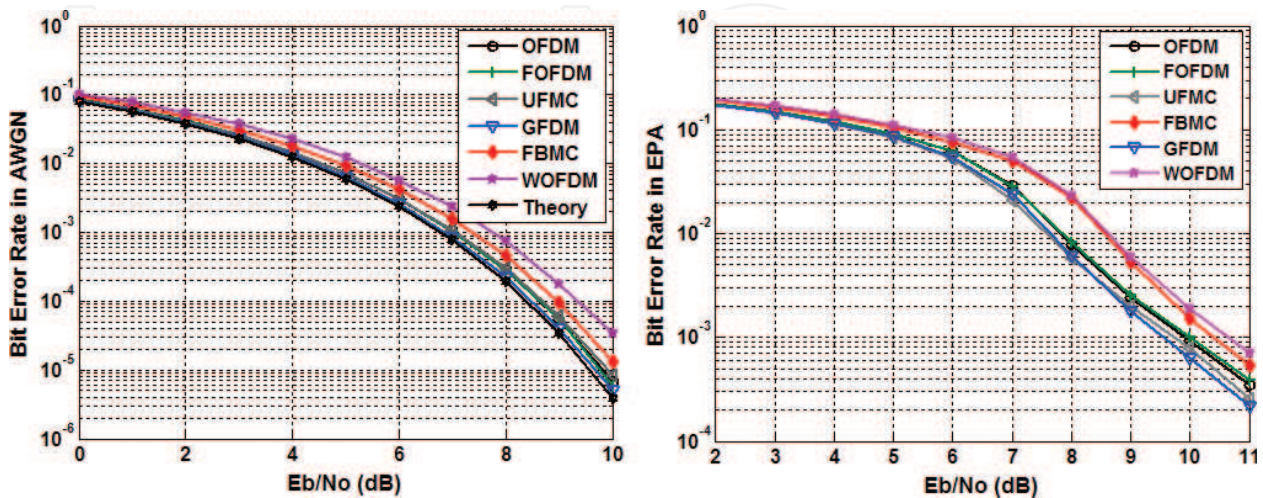 Bit Error Rate in AWGN
10^0
10^-1
10^-2
10^-3
10^-4
10^-5
10^-6
OFDM
FOFDM
UFMC
GFDM
FBMC
WOFDM
Theory
0 2 4 6 8 10
Eb/No (dB)
Bit Error Rate in EPA
10^0
10^-1
10^-2
10^-3
10^-4
OFDM
FOFDM
UFMC
FBMC
GFDM
WOFDM
2 3 4 5 6 7 8 9 10 11
Eb/No (dB)